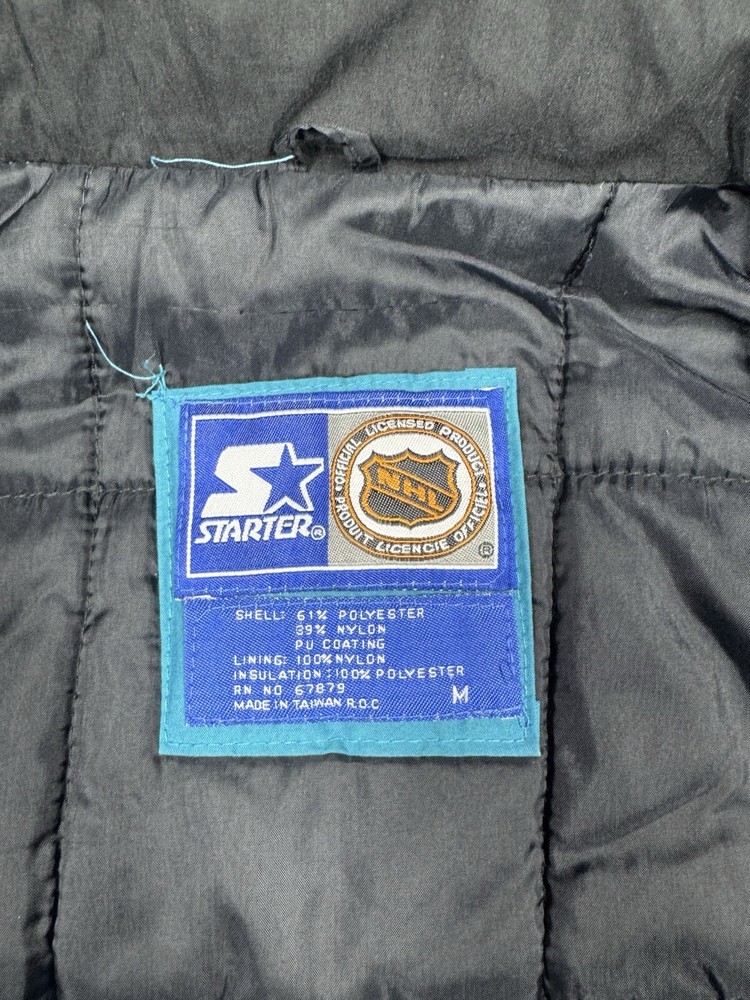 STARTER®
OFFICIAL LICENSED PRODUCT
NHL
PRODUIT LICENCIE OFFICIEL
®
SHELL: 61% POLYESTER
39% NYLON
PU COATING
LINING: 100% NYLON
INSULATION: 100% POLYESTER
RN NO 67879
MADE IN TAIWAN R.O.C
M